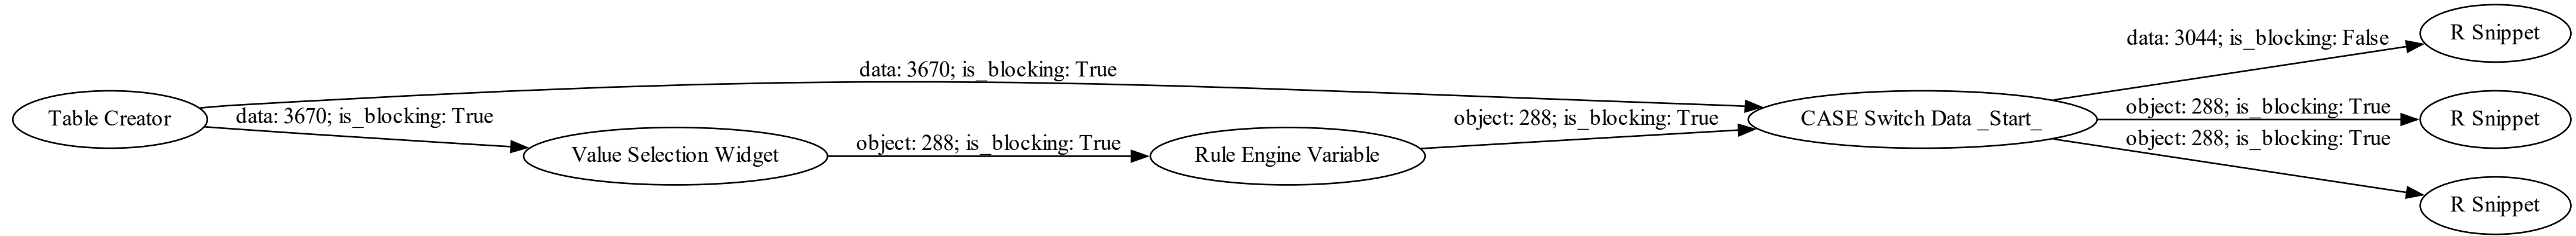 Table Creator
data: 3670; is_blocking: True
data: 3670; is_blocking: True
Value Selection Widget
object: 288; is_blocking: True
Rule Engine Variable
object: 288; is_blocking: True
CASE Switch Data _Start_
data: 3044; is_blocking: False
object: 288; is_blocking: True
object: 288; is_blocking: True
R Snippet
R Snippet
R Snippet